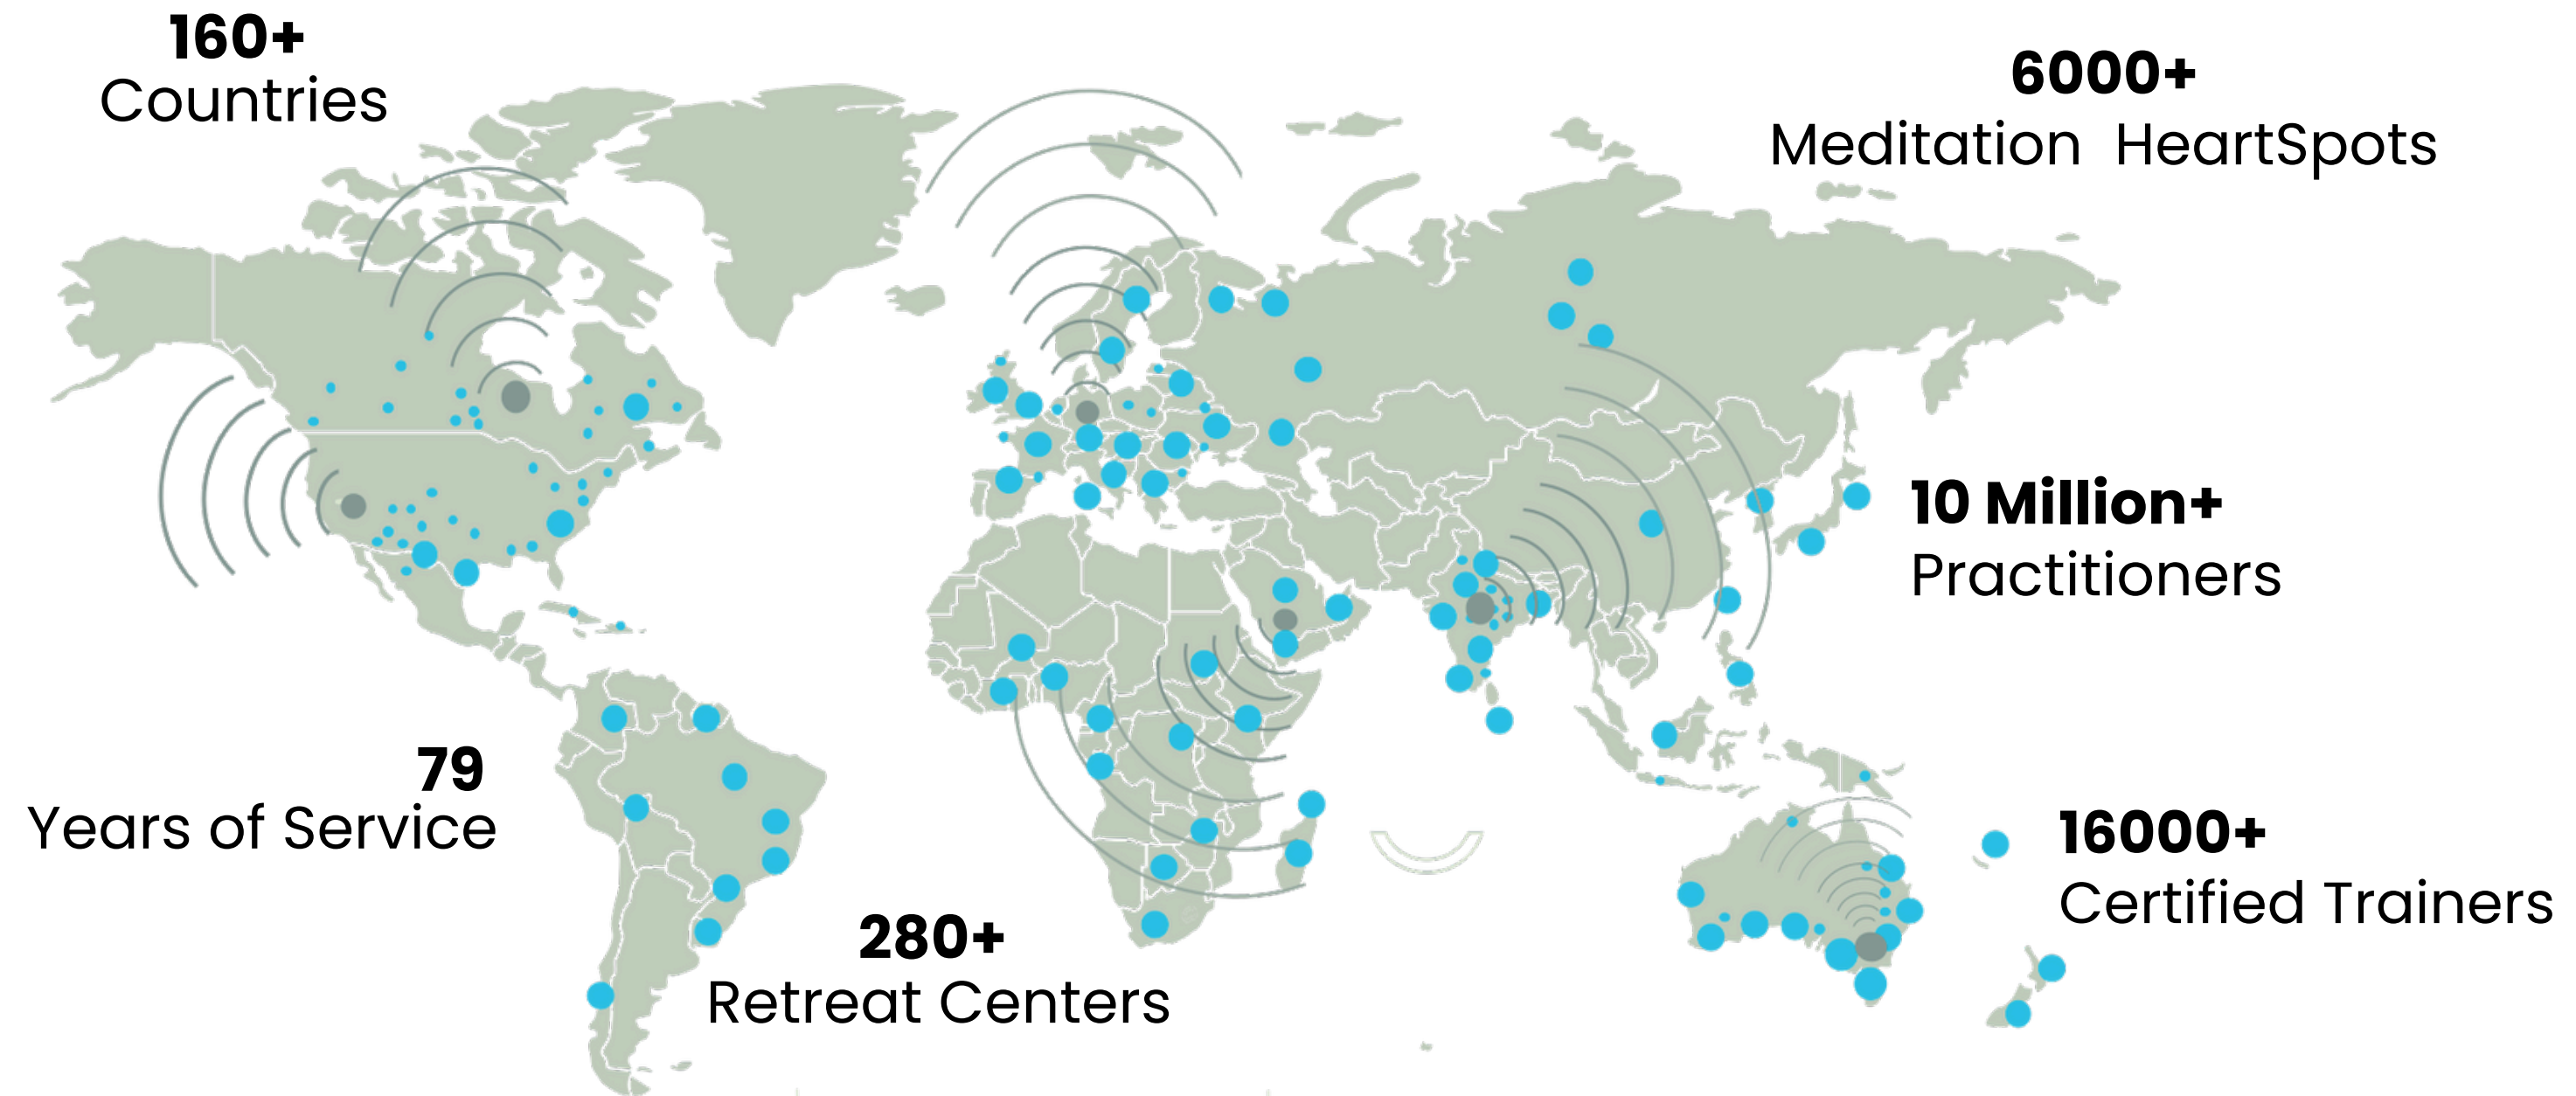 160+
Countries
6000+
Meditation HeartSpots
10 Million+
Practitioners
79
Years of Service
16000+
Certified Trainers
280+
Retreat Centers